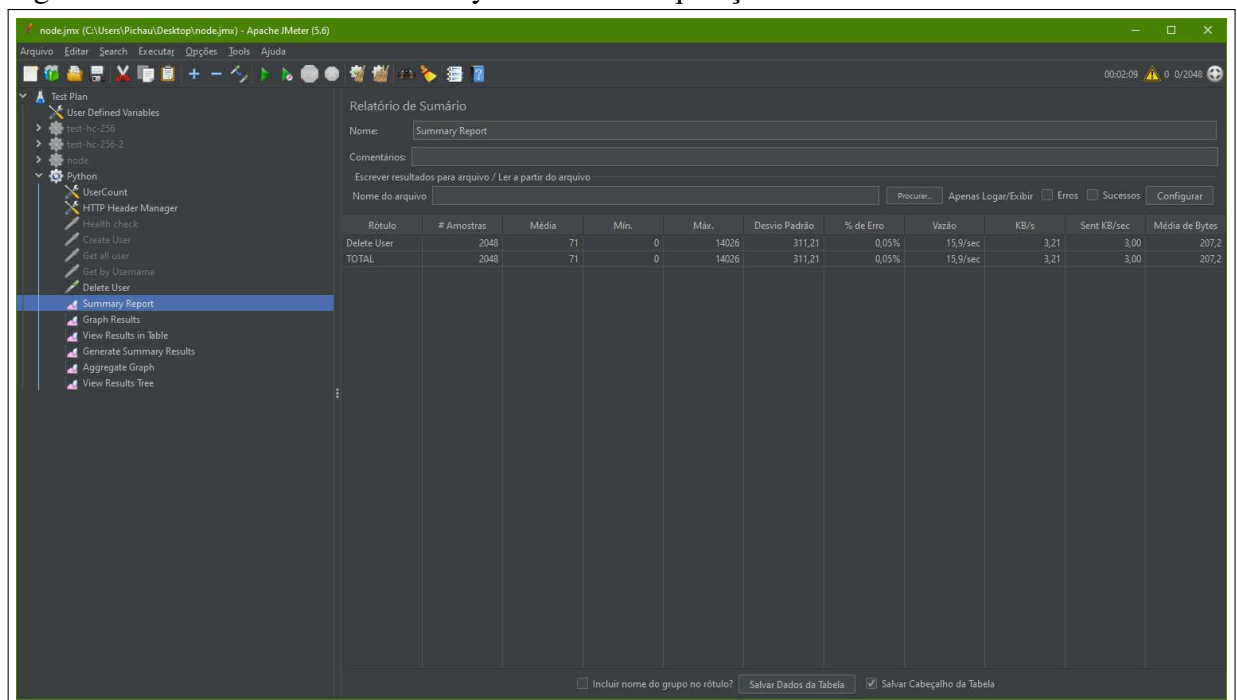 node.jmx (C:\Users\Pichau\Desktop\node.jmx) - Apache JMeter (5.6)
Arquivo Editar Search Executar Opções Tools Ajuda
00:02:09 0 0/2048
Test Plan
User Defined Variables
test-hc-256
test-hc-256-2
node
Python
UserCount
HTTP Header Manager
Health check
Create User
Get all user
Get by Username
Delete User
Summary Report
Graph Results
View Results in Table
Generate Summary Results
Aggregate Graph
View Results Tree
Relatório de Sumário
Nome: Summary Report
Comentários:
Escrever resultados para arquivo / Ler a partir do arquivo
Nome do arquivo Procurar... Apenas Logar/Exibir Erros Sucessos Configurar
Rótulo # Amostras Média Mín. Máx. Desvio Padrão % de Erro Vazão KB/s Sent KB/sec Média de Bytes
Delete User 2048 71 0 14026 311,21 0,05% 15,9/sec 3,21 3,00 207,2
TOTAL 2048 71 0 14026 311,21 0,05% 15,9/sec 3,21 3,00 207,2
Incluir nome do grupo no rótulo? Salvar Dados da Tabela Salvar Cabeçalho da Tabela